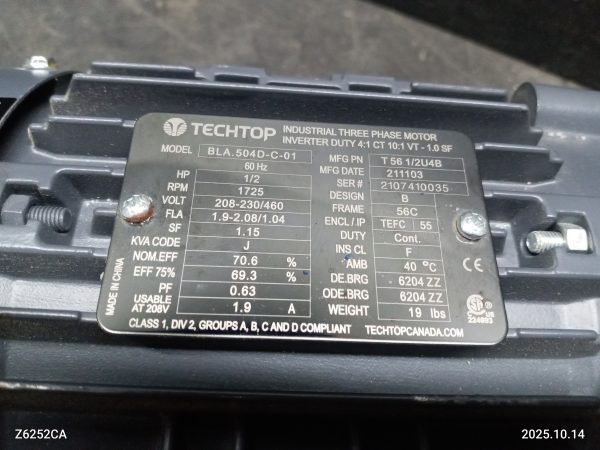 TECHTOP INDUSTRIAL THREE PHASE MOTOR
INVERTER DUTY 4:1 CT 10:1 VT - 1.0 SF
MODEL BLA.504D-C-01
60 Hz
HP 1/2
RPM 1725
VOLT 208-230/460
FLA 1.9-2.08/1.04
SF 1.15
KVA CODE J
NOM.EFF 70.6 %
EFF 75% 69.3 %
PF 0.63
USABLE
AT 208V 1.9 A
MFG PN T 56 1/2U4B
MFG DATE 211103
SER # 2107410035
DESIGN B
FRAME 56C
ENCL / IP TEFC 55
DUTY Cont.
INS CL F
AMB 40 °C
DE.BRG 6204 ZZ
ODE.BRG 6204 ZZ
WEIGHT 19 lbs
MADE IN CHINA
CE
SA
US
224693
CLASS 1, DIV 2, GROUPS A, B, C AND D COMPLIANT TECHTOPCANADA.COM
Z6252CA
2025.10.14